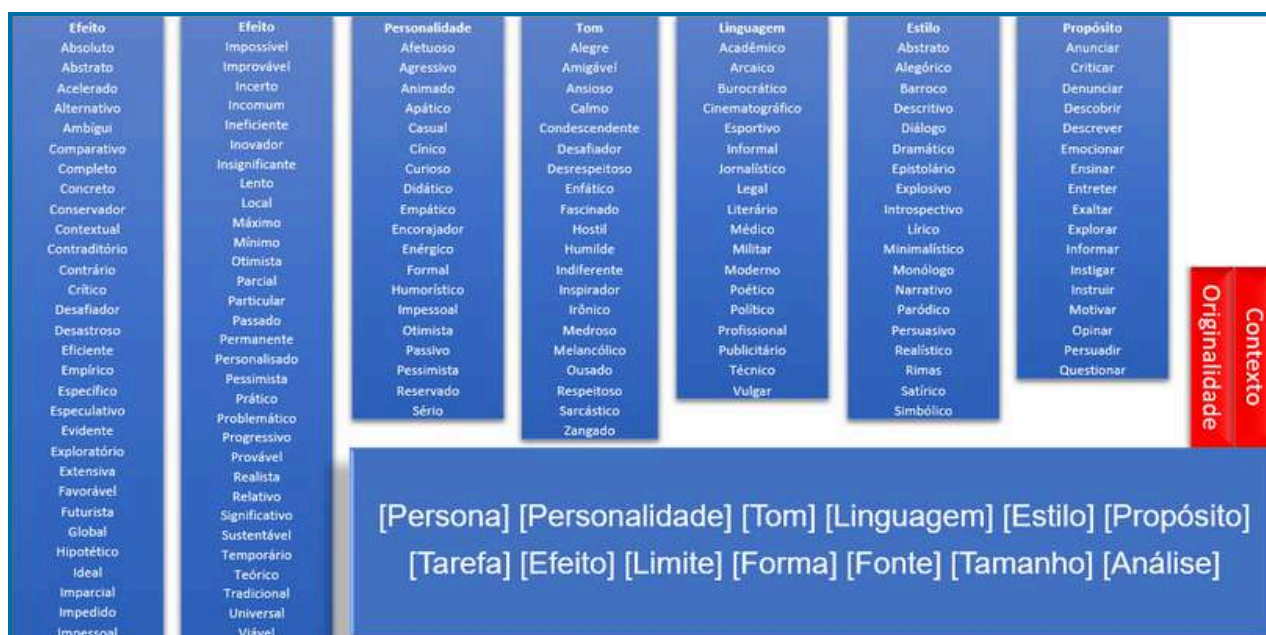 Efeito
Absoluto
Abstrato
Acelerado
Alternativo
Ambígui
Comparativo
Completo
Concreto
Conservador
Contextual
Contraditório
Contrário
Crítico
Desafiador
Desastroso
Eficiente
Empírico
Específico
Especulativo
Evidente
Exploratório
Extensiva
Favorável
Futurista
Global
Hipotético
Ideal
Imparcial
Impedido
Impessoal
Efeito
Impossível
Improvável
Incerto
Incomum
Ineficiente
Inovador
Insignificante
Lento
Local
Máximo
Mínimo
Otimista
Parcial
Particular
Passado
Permanente
Personalisado
Pessimista
Prático
Problemático
Progressivo
Provável
Realista
Relativo
Significativo
Sustentável
Temporário
Teórico
Tradicional
Universal
Viável
Personalidade
Afetuoso
Agressivo
Animado
Apático
Casual
Cínico
Curioso
Didático
Empático
Encorajador
Enérgico
Formal
Humorístico
Impessoal
Otimista
Passivo
Pessimista
Reservado
Sério
Tom
Alegre
Amigável
Ansioso
Calmo
Condescendente
Desafiador
Desrespeitoso
Enfático
Fascinado
Hostil
Humilde
Indiferente
Inspirador
Irônico
Medroso
Melancólico
Ousado
Respeitoso
Sarcástico
Zangado
Linguagem
Acadêmico
Arcaico
Burocrático
Cinematográfico
Esportivo
Informal
Jornalístico
Legal
Literário
Médico
Militar
Moderno
Poético
Político
Profissional
Publicitário
Técnico
Vulgar
Estilo
Abstrato
Alegórico
Barroco
Descritivo
Diálogo
Dramático
Epistolário
Explosivo
Introspectivo
Lírico
Minimalístico
Monólogo
Narrativo
Paródico
Persuasivo
Realístico
Rimas
Satírico
Simbólico
Propósito
Anunciar
Criticar
Denunciar
Descobrir
Descrever
Emocionar
Ensinar
Entreter
Exaltar
Explorar
Informar
Instigar
Instruir
Motivar
Opinar
Persuadir
Questionar
Contexto
Originalidade
[Persona] [Personalidade] [Tom] [Linguagem] [Estilo] [Propósito]
[Tarefa] [Efeito] [Limite] [Forma] [Fonte] [Tamanho] [Análise]